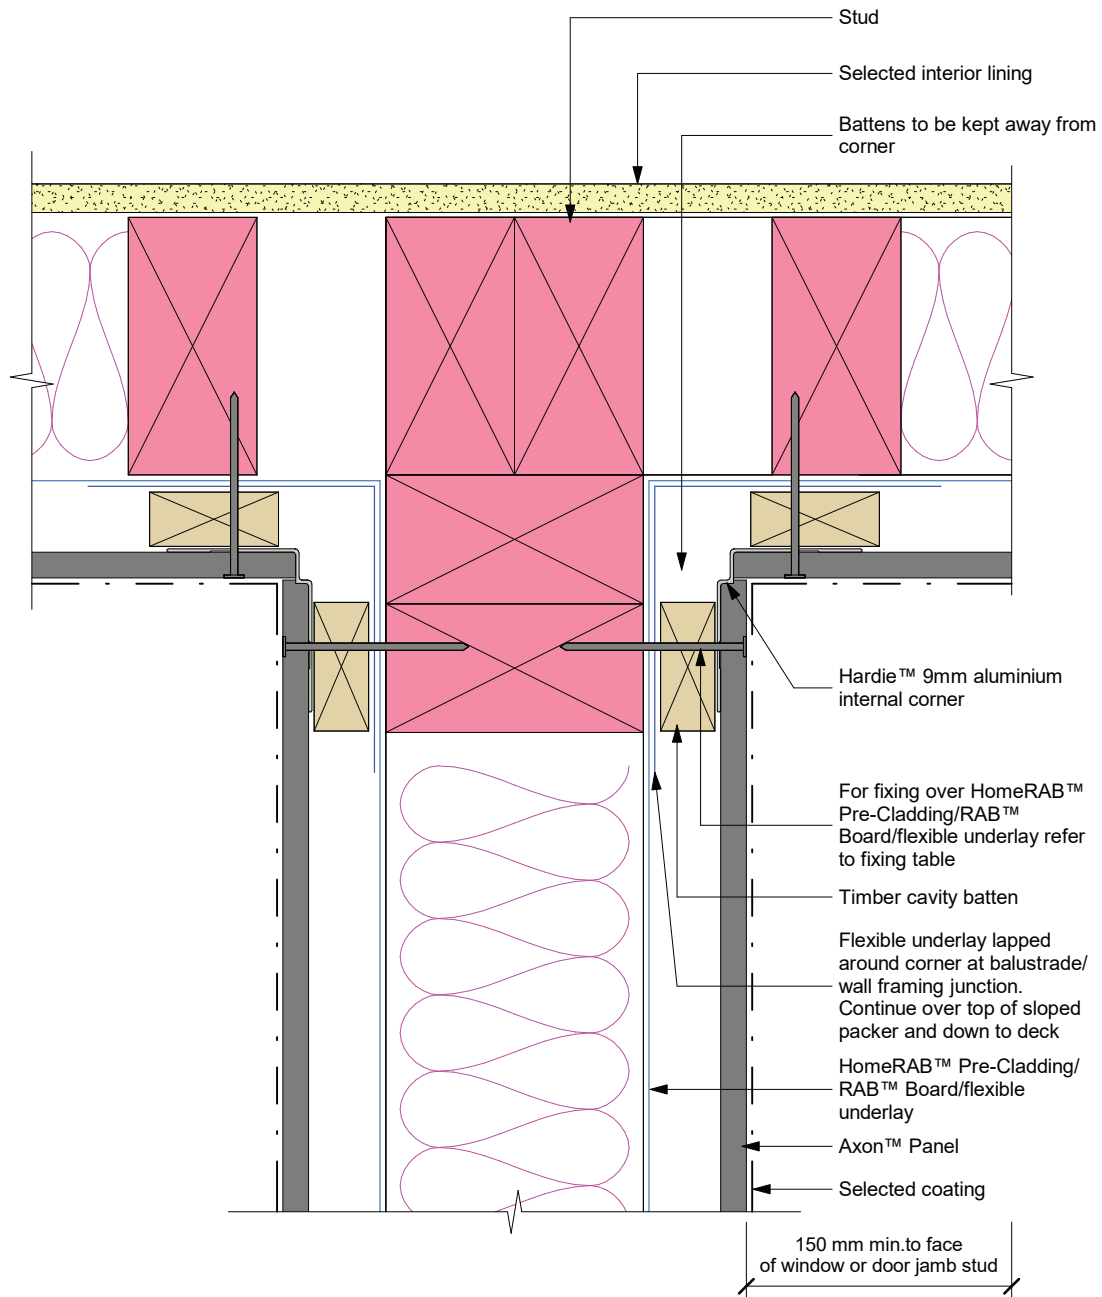 Stud
Selected interior lining
Battens to be kept away from
corner
Hardie™ 9mm aluminium
internal corner
For fixing over HomeRAB™
Pre-Cladding/RAB™
Board/flexible underlay refer
to fixing table
Timber cavity batten
Flexible underlay lapped
around corner at balustrade/
wall framing junction.
Continue over top of sloped
packer and down to deck
HomeRAB™ Pre-Cladding/
RAB™ Board/flexible
underlay
Axon™ Panel
Selected coating
150 mm min.to face
of window or door jamb stud